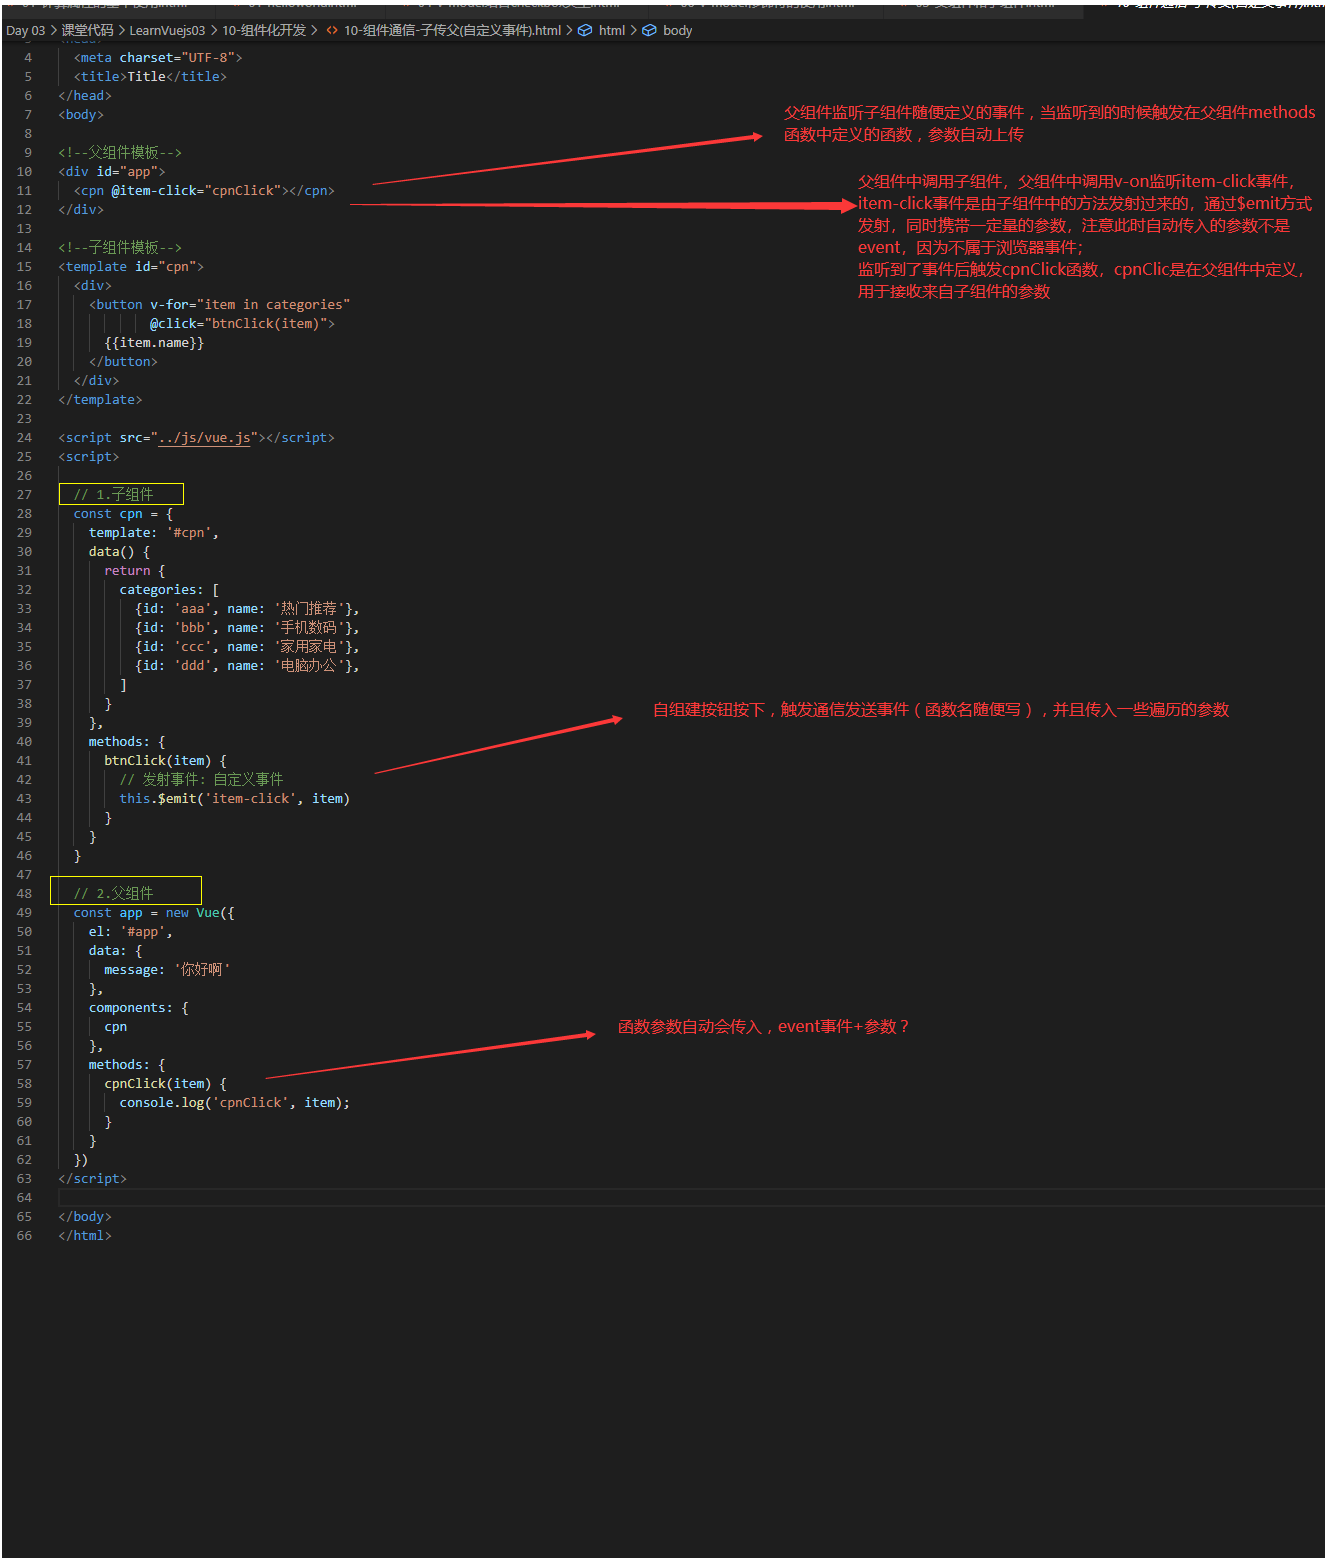 Day 03 > 课堂代码 > LearnVuejs03 > 10-组件化开发 > <> 10-组件通信-子传父(自定义事件).html > html > body
4 <meta charset="UTF-8">
5 <title>Title</title>
6 </head>
7 <body>
8
9 <!--父组件模板-->
10 <div id="app">
11 <cpn @item-click="cpnClick"></cpn>
12 </div>
13
14 <!--子组件模板-->
15 <template id="cpn">
16 <div>
17 <button v-for="item in categories"
18 @click="btnClick(item)">
19 {{item.name}}
20 </button>
21 </div>
22 </template>
23
24 <script src="../js/vue.js"></script>
25 <script>
26
27 // 1.子组件
28 const cpn = {
29 template: '#cpn',
30 data() {
31 return {
32 categories: [
33 {id: 'aaa', name: '热门推荐'},
34 {id: 'bbb', name: '手机数码'},
35 {id: 'ccc', name: '家用家电'},
36 {id: 'ddd', name: '电脑办公'},
37 ]
38 }
39 },
40 methods: {
41 btnClick(item) {
42 // 发射事件: 自定义事件
43 this.$emit('item-click', item)
44 }
45 }
46 }
47
48 // 2.父组件
49 const app = new Vue({
50 el: '#app',
51 data: {
52 message: '你好啊'
53 },
54 components: {
55 cpn
56 },
57 methods: {
58 cpnClick(item) {
59 console.log('cpnClick', item);
60 }
61 }
62 })
63 </script>
64
65 </body>
66 </html>
父组件监听子组件随便定义的事件，当监听到的时候触发在父组件methods
函数中定义的函数，参数自动上传
父组件中调用子组件，父组件中调用v-on监听item-click事件，
item-click事件是由子组件中的方法发射过来的，通过$emit方式
发射，同时携带一定量的参数，注意此时自动传入的参数不是
event，因为不属于浏览器事件；
监听到了事件后触发cpnClick函数，cpnClic是在父组件中定义，
用于接收来自子组件的参数
自组建按钮按下，触发通信发送事件（函数名随便写），并且传入一些遍历的参数
函数参数自动会传入，event事件+参数？